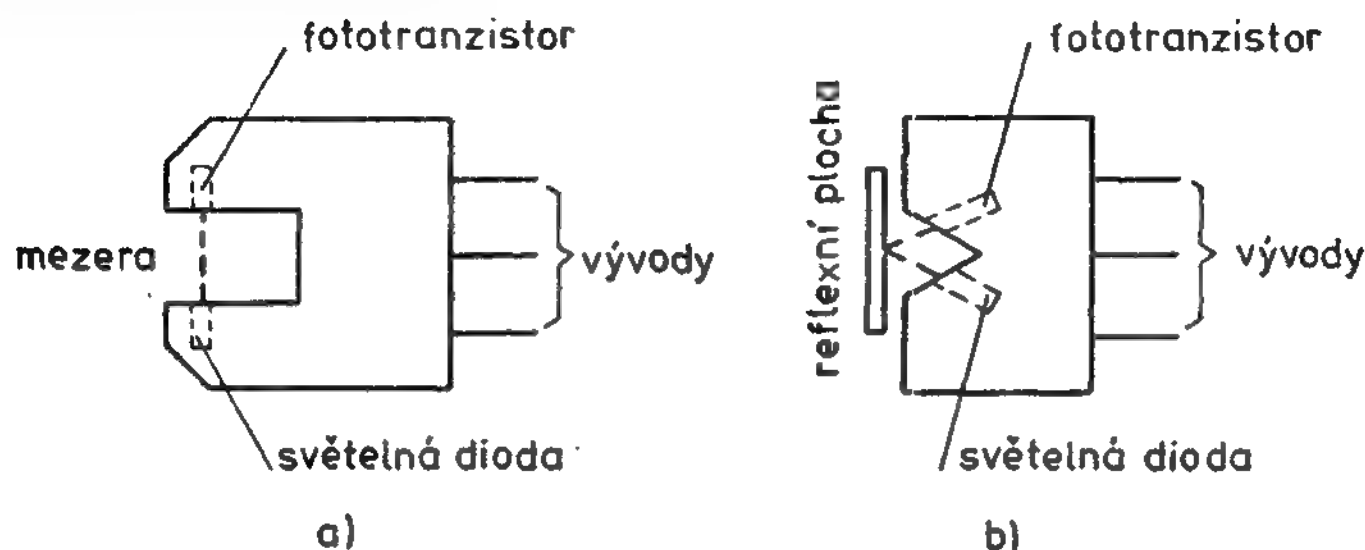 fototranzistor
mezera
vývody
světelná dioda
a)
fototranzistor
reflexní plocha
vývody
světelná dioda
b)